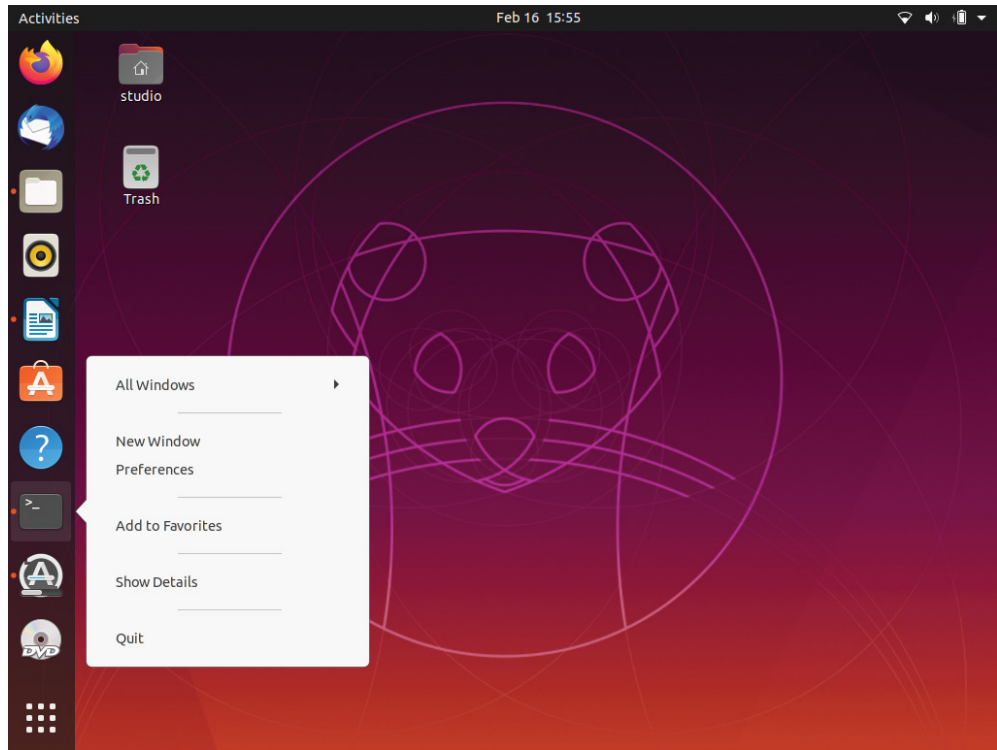 Activities
Feb 16 15:55
studio
Trash
All Windows
New Window
Preferences
Add to Favorites
Show Details
Quit
>_
DVD